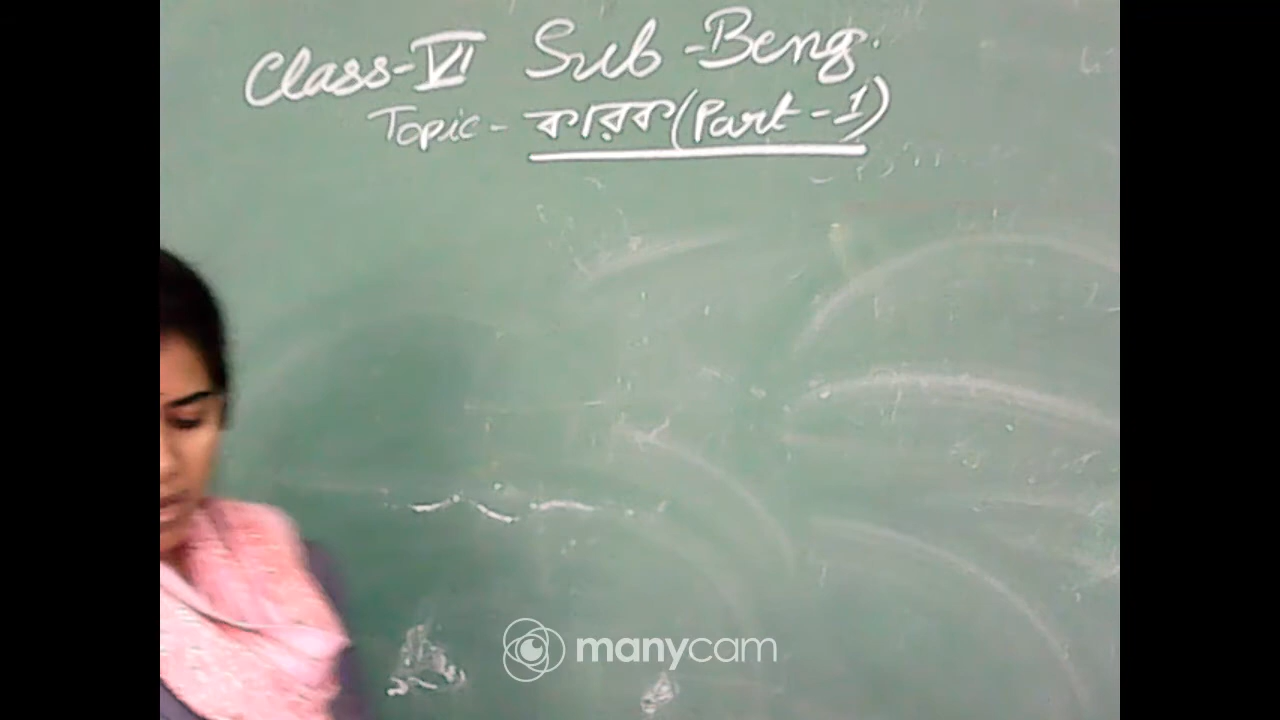 Class-VI Sub-Beng.
Topic- কারক (Part-1)
manycam